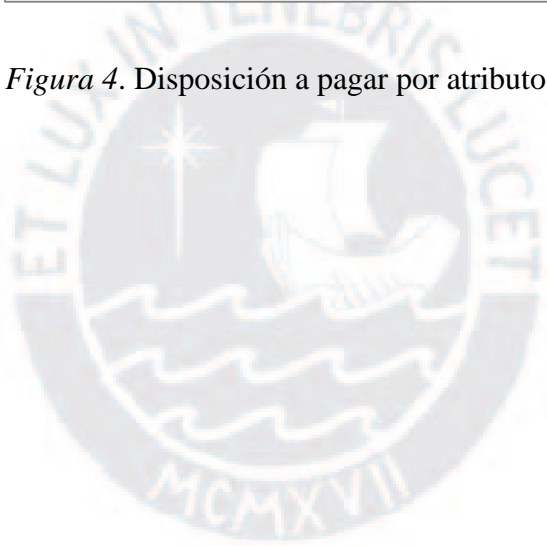 ET LUX IN TENEBRIS LUCET
Figura 4. Disposición a pagar por atributo
MCMXVII